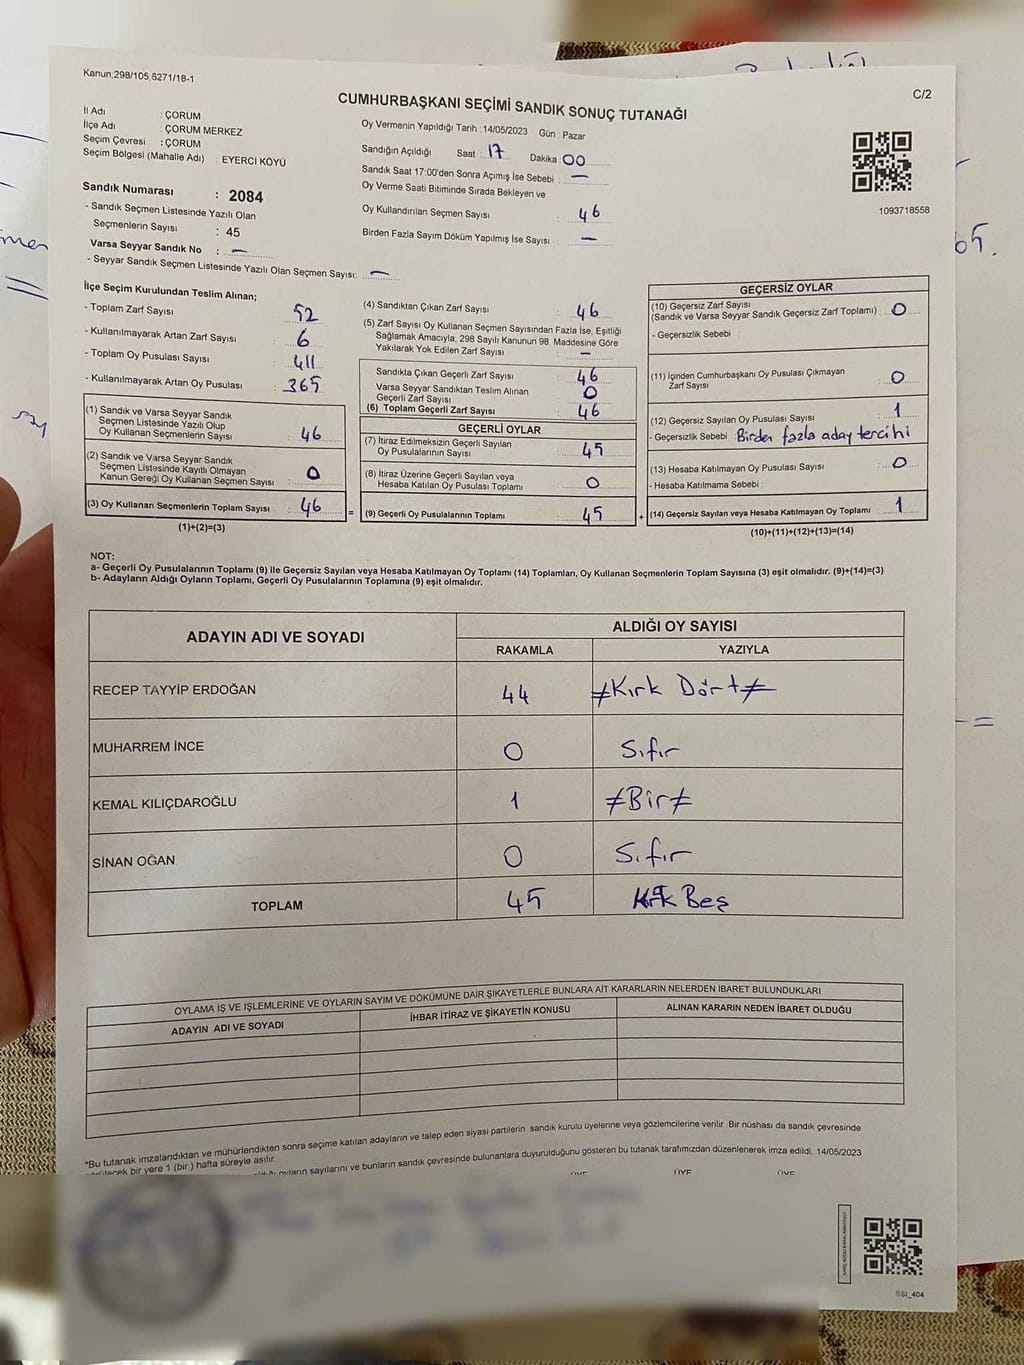 Kanun;298/105,6271/18-1
C/2
CUMHURBAŞKANI SEÇİMİ SANDIK SONUÇ TUTANAĞI
İl Adı : ÇORUM
İlçe Adı : ÇORUM MERKEZ
Seçim Çevresi : ÇORUM
Seçim Bölgesi (Mahalle Adı) : EYERCİ KÖYÜ
Sandık Numarası : 2084
- Sandık Seçmen Listesinde Yazılı Olan
Seçmenlerin Sayısı : 45
Varsa Seyyar Sandık No : —
- Seyyar Sandık Seçmen Listesinde Yazılı Olan Seçmen Sayısı: —
Oy Vermenin Yapıldığı Tarih : 14/05/2023 Gün : Pazar
Sandığın Açıldığı Saat : 17 Dakika : 00
Sandık Saat 17:00'den Sonra Açımış İse Sebebi : —
Oy Verme Saati Bitiminde Sırada Bekleyen ve
Oy Kullandırılan Seçmen Sayısı : 46
Birden Fazla Sayım Döküm Yapılmış İse Sayısı : —
1093718558
İlçe Seçim Kurulundan Teslim Alınan;
- Toplam Zarf Sayısı : 52
- Kullanılmayarak Artan Zarf Sayısı : 6
- Toplam Oy Pusulası Sayısı : 411
- Kullanılmayarak Artan Oy Pusulası : 365
(1) Sandık ve Varsa Seyyar Sandık
Seçmen Listesinde Yazılı Olup
Oy Kullanan Seçmenlerin Sayısı : 46
(2) Sandık ve Varsa Seyyar Sandık
Seçmen Listesinde Kayıtlı Olmayan
Kanun Gereği Oy Kullanan Seçmen Sayısı : 0
(3) Oy Kullanan Seçmenlerin Toplam Sayısı : 46 =
(1)+(2)=(3)
(4) Sandıktan Çıkan Zarf Sayısı : 46
(5) Zarf Sayısı Oy Kullanan Seçmen Sayısından Fazla İse, Eşitliği
Sağlamak Amacıyla; 298 Sayılı Kanunun 98. Maddesine Göre
Yakılarak Yok Edilen Zarf Sayısı : —
Sandıkta Çıkan Geçerli Zarf Sayısı : 46
Varsa Seyyar Sandıktan Teslim Alınan
Geçerli Zarf Sayısı : 0
(6) Toplam Geçerli Zarf Sayısı : 46
GEÇERLİ OYLAR
(7) İtiraz Edilmeksizin Geçerli Sayılan
Oy Pusulalarının Sayısı : 45
(8) İtiraz Üzerine Geçerli Sayılan veya
Hesaba Katılan Oy Pusulası Toplamı : 0
(9) Geçerli Oy Pusulalarının Toplamı : 45 +
GEÇERSİZ OYLAR
(10) Geçersiz Zarf Sayısı
(Sandık ve Varsa Seyyar Sandık Geçersiz Zarf Toplamı) : 0
- Geçersizlik Sebebi :
(11) İçinden Cumhurbaşkanı Oy Pusulası Çıkmayan
Zarf Sayısı : 0
(12) Geçersiz Sayılan Oy Pusulası Sayısı : 1
- Geçersizlik Sebebi Birden fazla aday tercihi
(13) Hesaba Katılmayan Oy Pusulası Sayısı : 0
- Hesaba Katılmama Sebebi :
(14) Geçersiz Sayılan veya Hesaba Katılmayan Oy Toplamı : 1
(10)+(11)+(12)+(13)=(14)
NOT:
a- Geçerli Oy Pusulalarının Toplamı (9) ile Geçersiz Sayılan veya Hesaba Katılmayan Oy Toplamı (14) Toplamları, Oy Kullanan Seçmenlerin Toplam Sayısına (3) eşit olmalıdır. (9)+(14)=(3)
b- Adayların Aldığı Oyların Toplamı, Geçerli Oy Pusulalarının Toplamına (9) eşit olmalıdır.
ADAYIN ADI VE SOYADI
ALDIĞI OY SAYISI
RAKAMLA YAZIYLA
RECEP TAYYİP ERDOĞAN 44 ≠Kırk Dört≠
MUHARREM İNCE 0 Sıfır
KEMAL KILIÇDAROĞLU 1 ≠Bir≠
SİNAN OĞAN 0 Sıfır
TOPLAM 45 Kırk Beş
OYLAMA İŞ VE İŞLEMLERİNE VE OYLARIN SAYIM VE DÖKÜMÜNE DAİR ŞİKAYETLERLE BUNLARA AİT KARARLARIN NELERDEN İBARET BULUNDUKLARI
ADAYIN ADI VE SOYADI İHBAR İTİRAZ VE ŞİKAYETİN KONUSU ALINAN KARARIN NEDEN İBARET OLDUĞU
*Bu tutanak imzalandıktan ve mühürlendikten sonra seçime katılan adayların ve talep eden siyasi partilerin sandık kurulu üyelerine veya gözlemcilerine verilir. Bir nüshası da sandık çevresinde
görülecek bir yere 1 (bir) hafta süreyle asılır.
oyların sayılarını ve bunların sandık çevresinde bulunanlara duyurulduğunu gösteren bu tutanak tarafımızdan düzenlenerek imza edildi. 14/05/2023
ÜYE ÜYE ÜYE
SSI_404